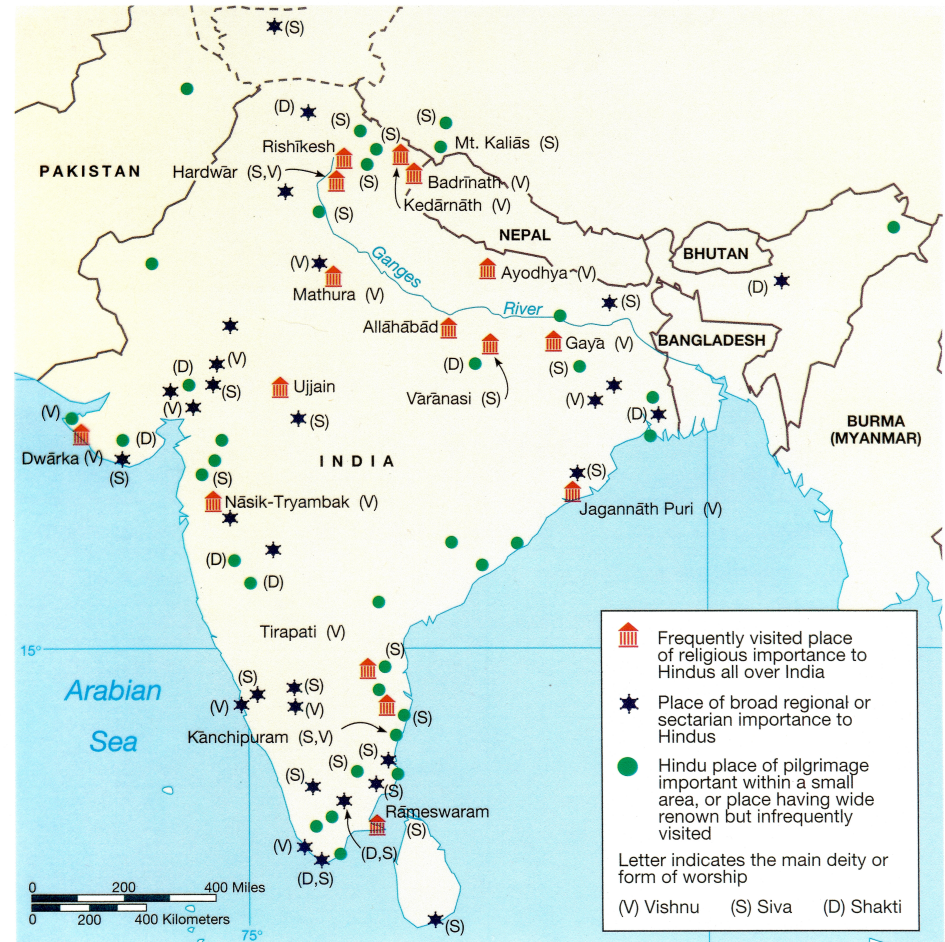 (S)
(D)
(S)
(S)
(S)
Mt. Kaliās (S)
Rishīkesh
PAKISTAN
Hardwār (S,V)
(S)
Badrīnath (V)
Kedārnāth (V)
(S)
NEPAL
BHUTAN
(V)
Ganges
Ayodhya (V)
(D)
Mathura (V)
River
(S)
Allāhābād
Gaya (V)
BANGLADESH
(V)
(D)
(D)
(S)
Ujjain
(S)
Vārānasi (S)
(V)
(V)
(V)
(S)
(D)
BURMA
(MYANMAR)
(D)
INDIA
Dwārka (V)
(S)
(S)
(S)
Nāsik-Tryambak (V)
Jagannāth Puri (V)
(D)
(D)
Tirapati (V)
15°
(S)
(S)
(S)
(V)
(V)
(S)
Arabian
Sea
Kānchipuram (S,V)
(S)
(S)
(S)
(S)
Rāmeswaram
(S)
(V)
(D,S)
(D,S)
(S)
Frequently visited place
of religious importance to
Hindus all over India
Place of broad regional or
sectarian importance to
Hindus
Hindu place of pilgrimage
important within a small
area, or place having wide
renown but infrequently
visited
Letter indicates the main deity or
form of worship
(V) Vishnu (S) Siva (D) Shakti
0 200 400 Miles
0 200 400 Kilometers
75°